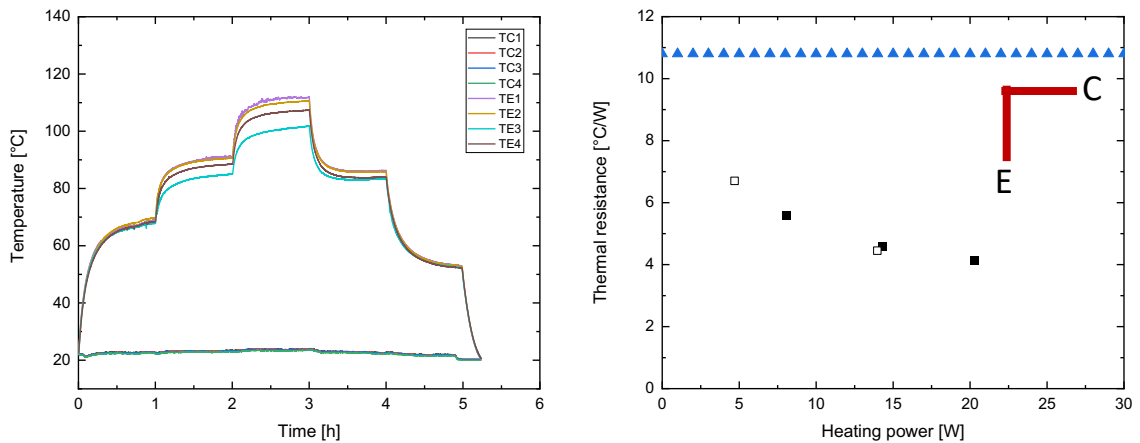 140
120
100
80
60
40
20
0
1
2
3
4
5
6
Temperature [°C]
Time [h]
TC1
TC2
TC3
TC4
TE1
TE2
TE3
TE4
12
10
8
6
4
2
0
0
5
10
15
20
25
30
Thermal resistance [°C/W]
Heating power [W]
C
E